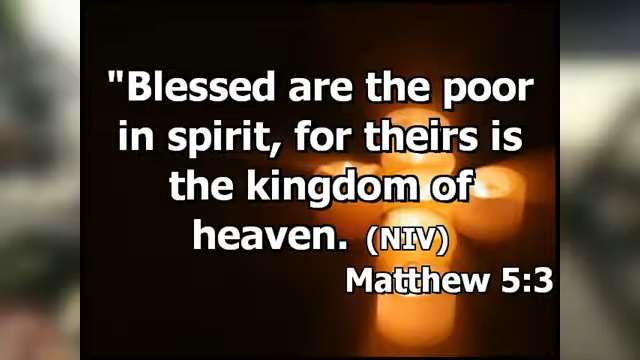 "Blessed are the poor
in spirit, for theirs is
the kingdom of
heaven. (NIV)
Matthew 5:3